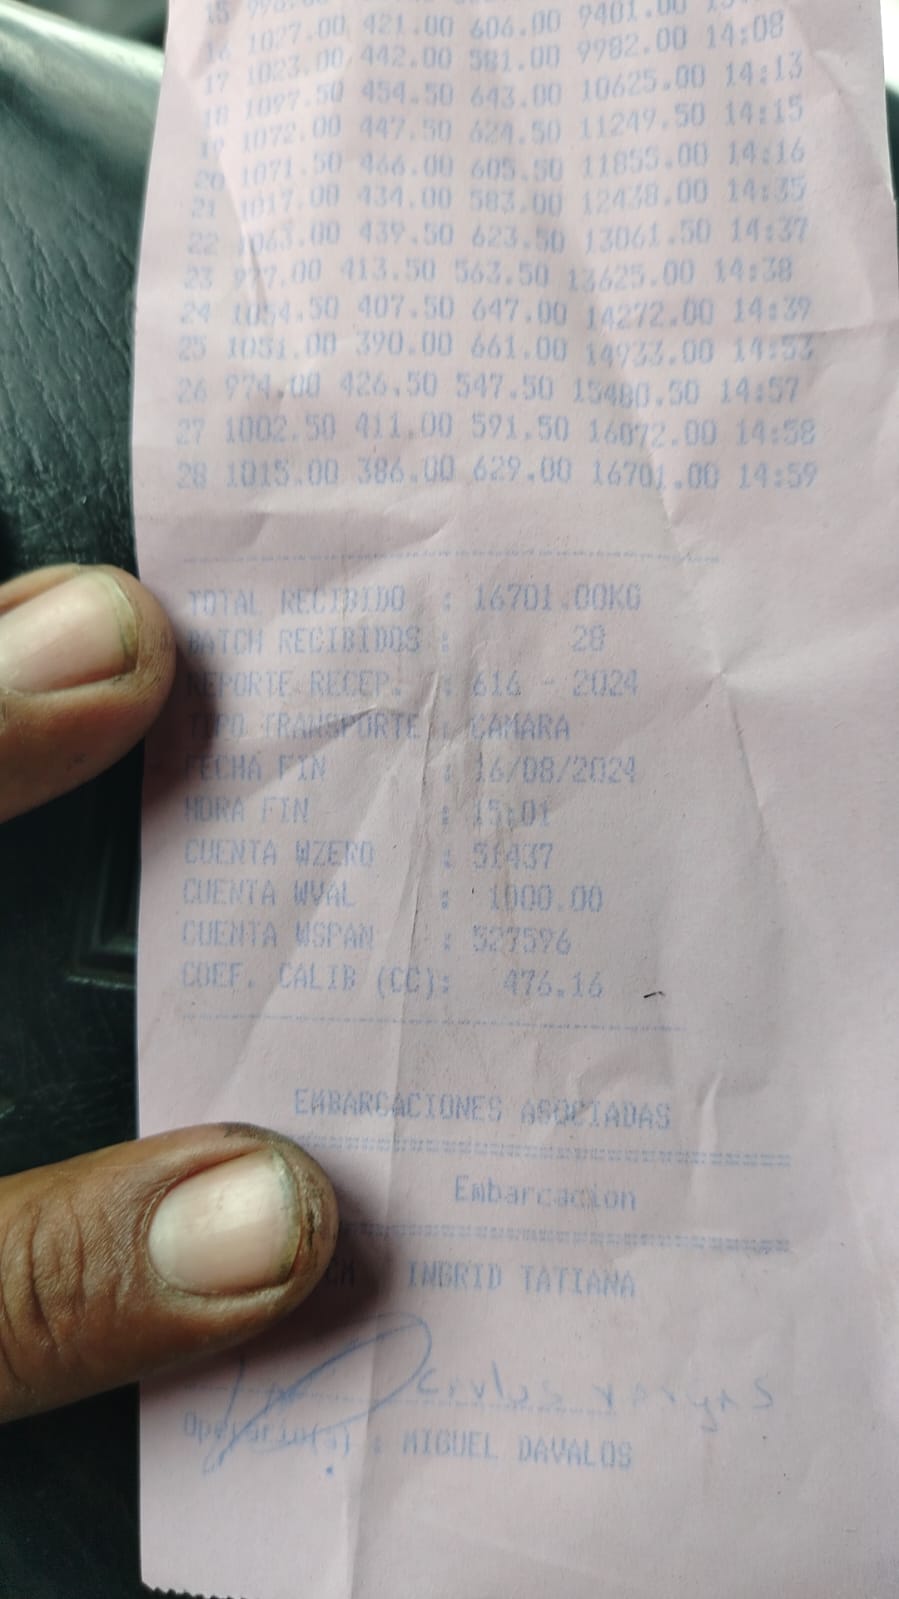 16 1027.00 421.00 606.00 9401.00
17 1023.00 442.00 581.00 9982.00 14:08
18 1097.50 454.50 643.00 10625.00 14:13
19 1072.00 447.50 624.50 11249.50 14:15
20 1071.50 466.00 605.50 11855.00 14:16
21 1017.00 434.00 583.00 12438.00 14:35
22 1063.00 439.50 623.50 13061.50 14:37
23 977.00 413.50 563.50 13625.00 14:38
24 1054.50 407.50 647.00 14272.00 14:39
25 1051.00 390.00 661.00 14933.00 14:53
26 974.00 426.50 547.50 15480.50 14:57
27 1002.50 411.00 591.50 16072.00 14:58
28 1015.00 386.00 629.00 16701.00 14:59
TOTAL RECIBIDO : 16701.00KG
BATCH RECIBIDOS : 28
REPORTE RECEP. : 616 - 2024
TIPO TRANSPORTE : CAMARA
FECHA FIN : 16/08/2024
HORA FIN : 15:01
CUENTA WZERO : 51437
CUENTA WVAL : 1000.00
CUENTA WSPAN : 527596
COEF. CALIB (CC): 476.16
EMBARCACIONES ASOCIADAS
Embarcacion
INGRID TATIANA
Operario(s) : MIGUEL DAVALOS